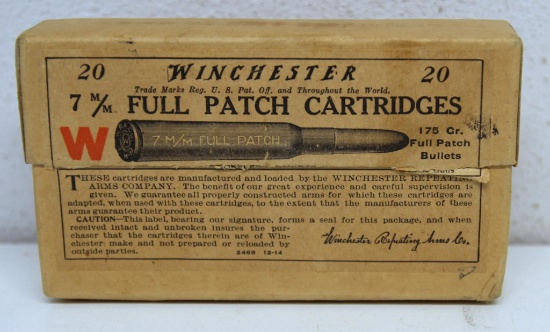 20 WINCHESTER 20
Trade Marks Reg. U. S. Pat. Off. and Throughout the World.
7 M/M FULL PATCH CARTRIDGES
W
7 M/M FULL PATCH
175 Gr.
Full Patch
Bullets
THESE cartridges are manufactured and loaded by the WINCHESTER REPEATING
ARMS COMPANY. The benefit of our great experience and careful supervision is
given. We guarantee all properly constructed arms for which these cartridges are
adapted, when used with these cartridges, to the extent that the manufacturers of these
arms guarantee their product.
CAUTION—This label, bearing our signature, forms a seal for this package, and when
received intact and unbroken insures the pur-
chaser that the cartridges therein are of Win-
chester make and not prepared or reloaded by
outside parties.
2468 12-14
Winchester Repeating Arms Co.